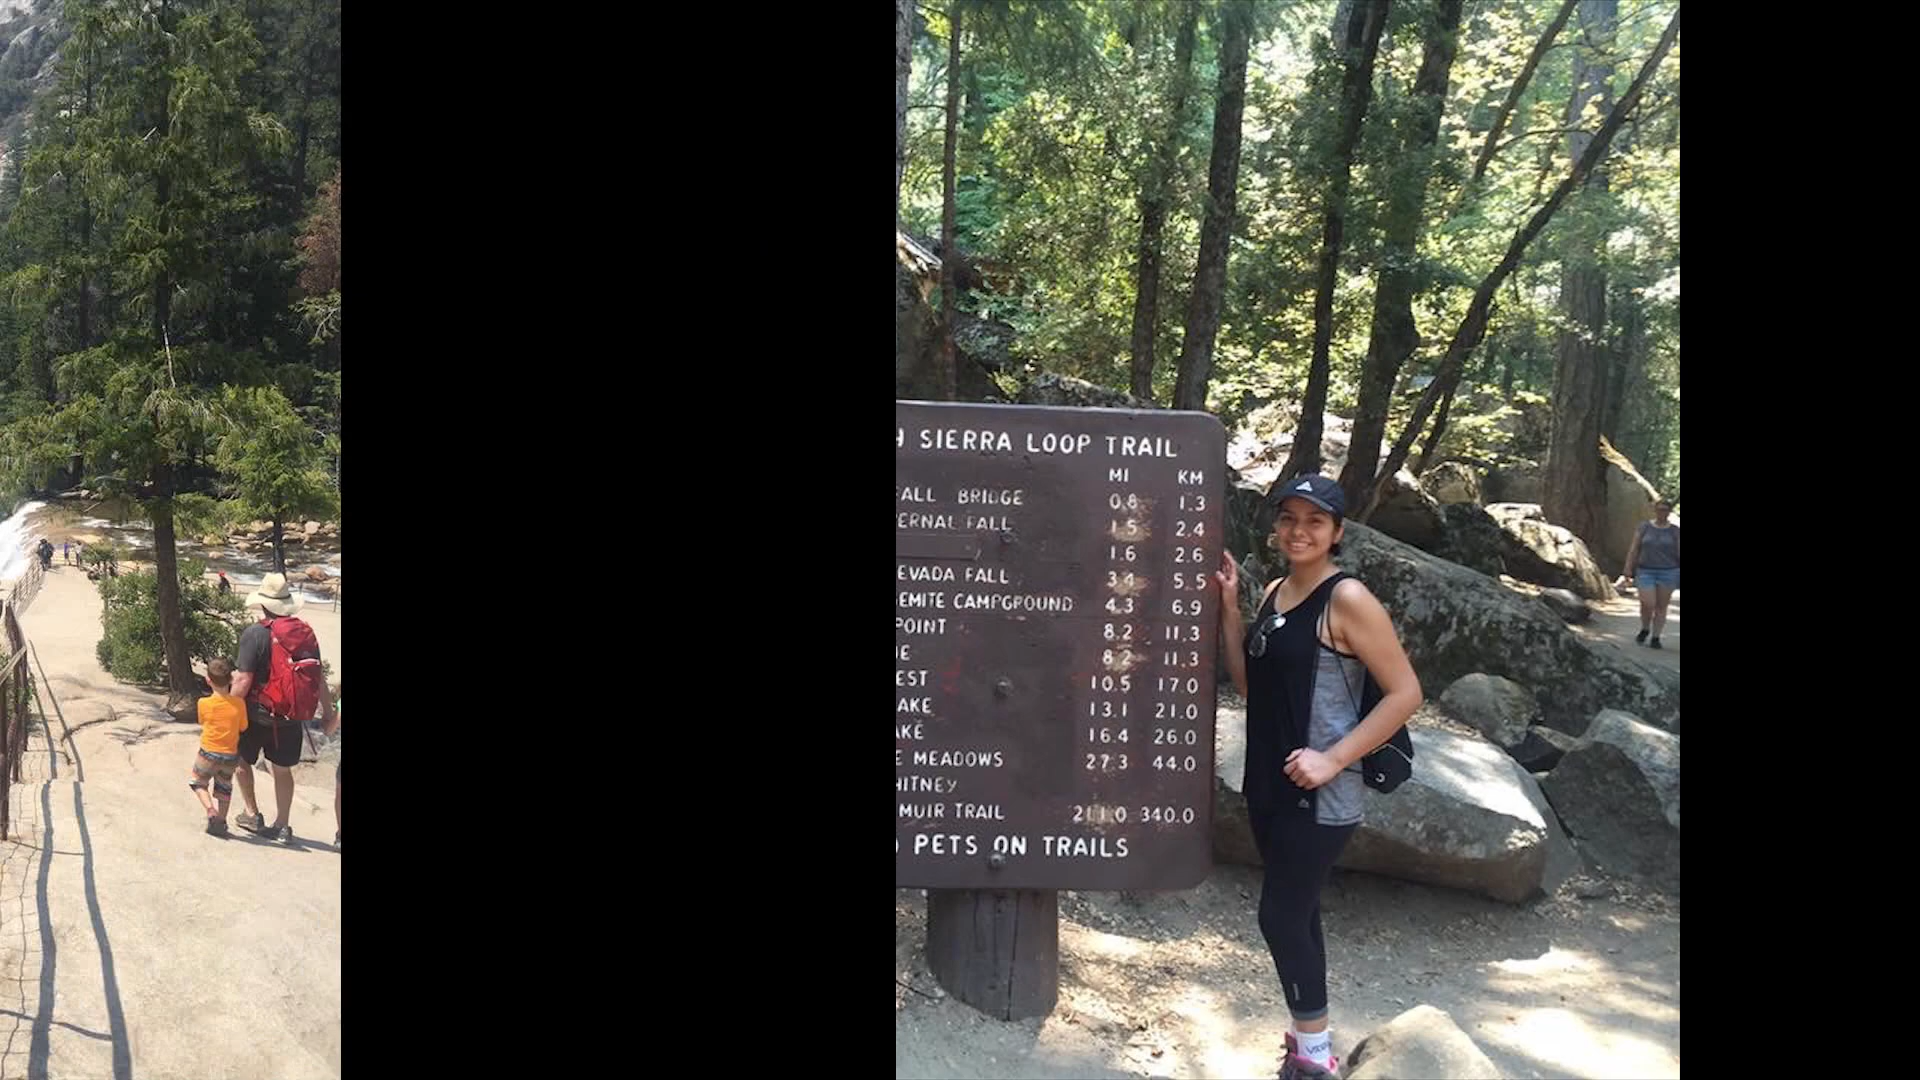 SIERRA LOOP TRAIL
MI KM
FALL BRIDGE 0.8 1.3
ERNAL FALL 1.5 2.4
1.6 2.6
EVADA FALL 3.4 5.5
EMITE CAMPGROUND 4.3 6.9
POINT 8.2 11.3
E 8.2 11.3
EST 10.5 17.0
AKE 13.1 21.0
AKE 16.4 26.0
E MEADOWS 27.3 44.0
HITNEY
MUIR TRAIL 211.0 340.0
PETS ON TRAILS